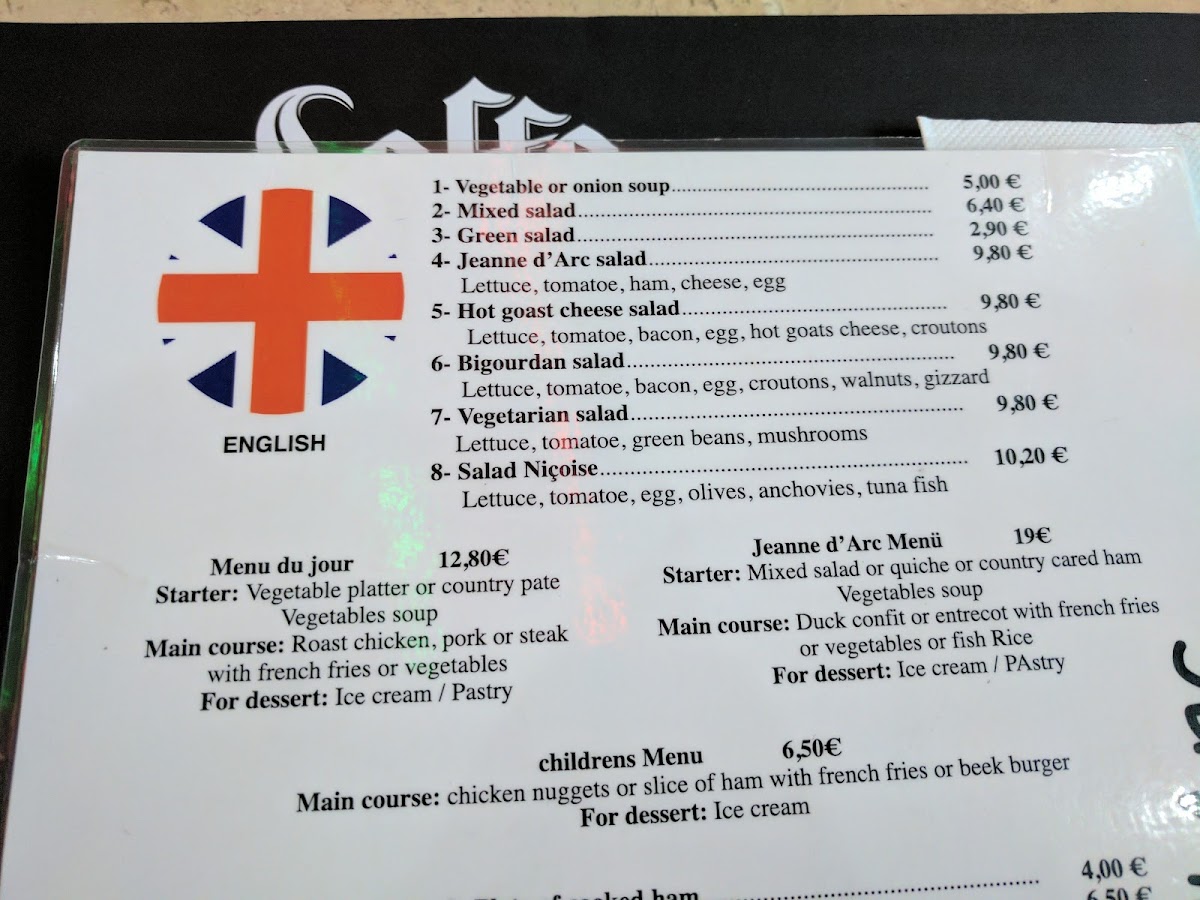 1- Vegetable or onion soup 5,00 €
2- Mixed salad 6,40 €
3- Green salad 2,90 €
4- Jeanne d'Arc salad 9,80 €
Lettuce, tomatoe, ham, cheese, egg
5- Hot goast cheese salad 9,80 €
Lettuce, tomatoe, bacon, egg, hot goats cheese, croutons
6- Bigourdan salad 9,80 €
Lettuce, tomatoe, bacon, egg, croutons, walnuts, gizzard
7- Vegetarian salad 9,80 €
Lettuce, tomatoe, green beans, mushrooms
8- Salad Niçoise 10,20 €
Lettuce, tomatoe, egg, olives, anchovies, tuna fish
ENGLISH
Menu du jour 12,80€
Starter: Vegetable platter or country pate
Vegetables soup
Main course: Roast chicken, pork or steak
with french fries or vegetables
For dessert: Ice cream / Pastry
Jeanne d'Arc Menü 19€
Starter: Mixed salad or quiche or country cared ham
Vegetables soup
Main course: Duck confit or entrecot with french fries
or vegetables or fish Rice
For dessert: Ice cream / PAstry
childrens Menu 6,50€
Main course: chicken nuggets or slice of ham with french fries or beek burger
For dessert: Ice cream
of cooked ham 4,00 €
6,50 €